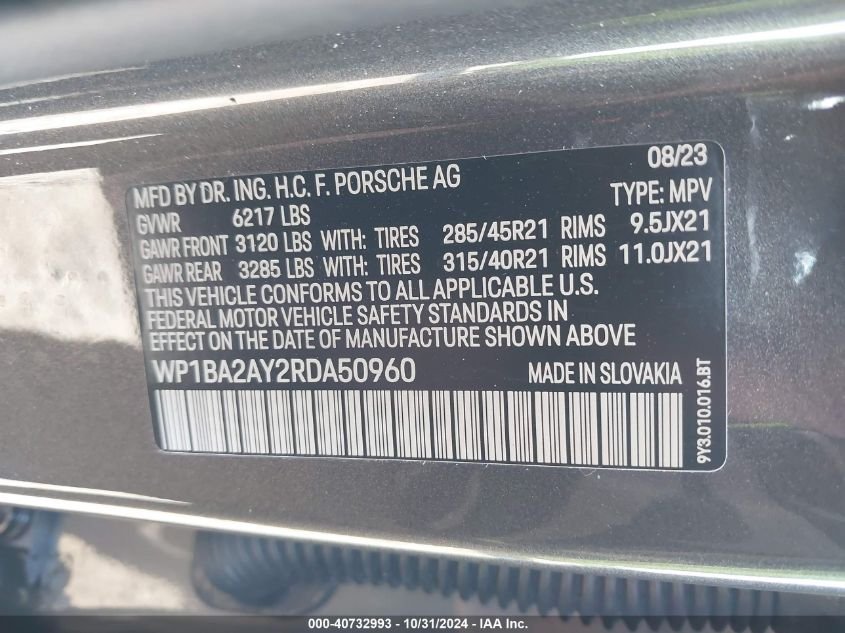 08/23
MFD BY DR. ING. H.C. F. PORSCHE AG
TYPE: MPV
GVWR 6217 LBS
GAWR FRONT 3120 LBS WITH: TIRES 285/45R21 RIMS 9.5JX21
GAWR REAR 3285 LBS WITH: TIRES 315/40R21 RIMS 11.0JX21
THIS VEHICLE CONFORMS TO ALL APPLICABLE U.S.
FEDERAL MOTOR VEHICLE SAFETY STANDARDS IN
EFFECT ON THE DATE OF MANUFACTURE SHOWN ABOVE
WP1BA2AY2RDA50960 MADE IN SLOVAKIA
9Y3.010.016.BT
000-40732993 - 10/31/2024 - IAA, Inc.